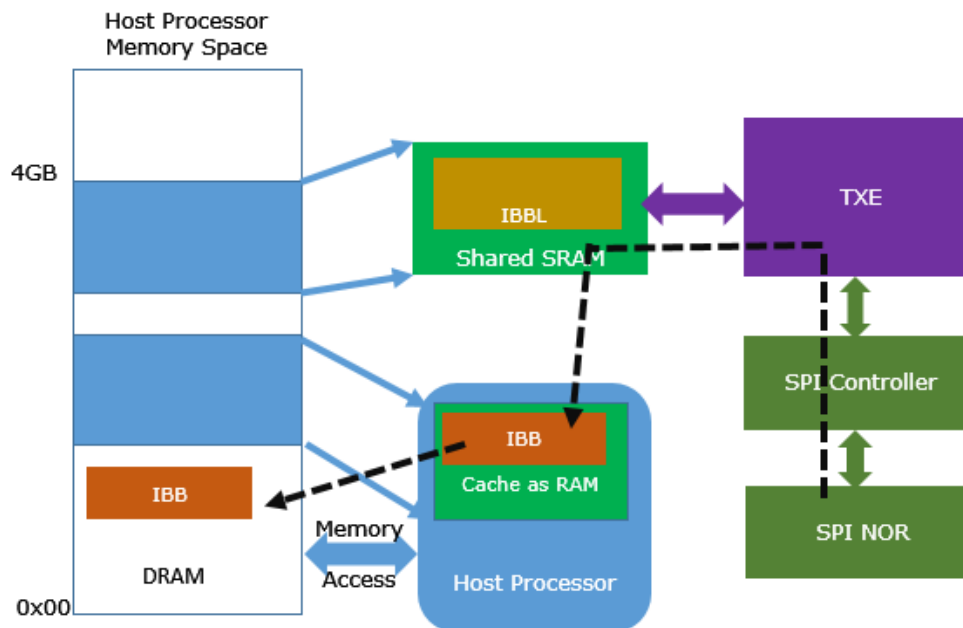 Host Processor
Memory Space
4GB
TXE
IBBL
Shared SRAM
SPI Controller
IBB
Cache as RAM
IBB
Memory
SPI NOR
DRAM
Access
Host Processor
0x00